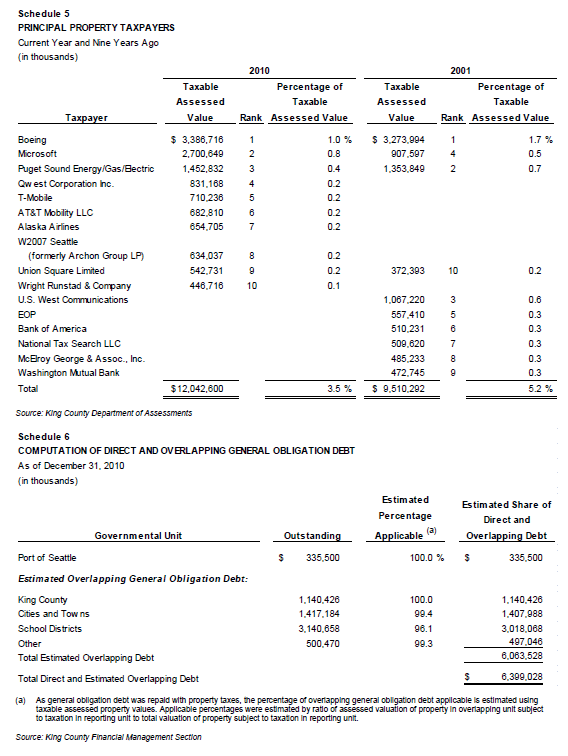 Schedule 5
PRINCIPAL PROPERTY TAXPAYERS
Current Year and Nine Years Ago
(in thousands)
2010 2001
Taxable Percentage of Taxable Percentage of
Assessed Taxable Assessed Taxable
Taxpayer Value Rank Assessed Value Value Rank Assessed Value
Boeing $ 3,386,716 1 1.0 % $ 3,273,994 1 1.7 %
Microsoft 2,700,649 2 0.8 907,597 4 0.5
Puget Sound Energy/Gas/Electric 1,452,832 3 0.4 1,353,849 2 0.7
Qwest Corporation Inc. 831,168 4 0.2
T-Mobile 710,236 5 0.2
AT&T Mobility LLC 682,810 6 0.2
Alaska Airlines 654,705 7 0.2
W2007 Seattle
(formerly Archon Group LP) 634,037 8 0.2
Union Square Limited 542,731 9 0.2 372,393 10 0.2
Wright Runstad & Company 446,716 10 0.1
U.S. West Communications 1,067,220 3 0.6
EOP 557,410 5 0.3
Bank of America 510,231 6 0.3
National Tax Search LLC 509,620 7 0.3
McElroy George & Assoc., Inc. 485,233 8 0.3
Washington Mutual Bank 472,745 9 0.3
Total $12,042,600 3.5 % $ 9,510,292 5.2 %
Source: King County Department of Assessments
Schedule 6
COMPUTATION OF DIRECT AND OVERLAPPING GENERAL OBLIGATION DEBT
As of December 31, 2010
(in thousands)
Estimated Estimated Share of
Percentage Direct and
Governmental Unit Outstanding Applicable (a) Overlapping Debt
Port of Seattle $ 335,500 100.0 % $ 335,500
Estimated Overlapping General Obligation Debt:
King County 1,140,426 100.0 1,140,426
Cities and Towns 1,417,184 99.4 1,407,988
School Districts 3,140,658 96.1 3,018,068
Other 500,470 99.3 497,046
Total Estimated Overlapping Debt 6,063,528
Total Direct and Estimated Overlapping Debt $ 6,399,028
(a) As general obligation debt was repaid with property taxes, the percentage of overlapping general obligation debt applicable is estimated using
taxable assessed property values. Applicable percentages were estimated by ratio of assessed valuation of property in overlapping unit subject
to taxation in reporting unit to total valuation of property subject to taxation in reporting unit.
Source: King County Financial Management Section